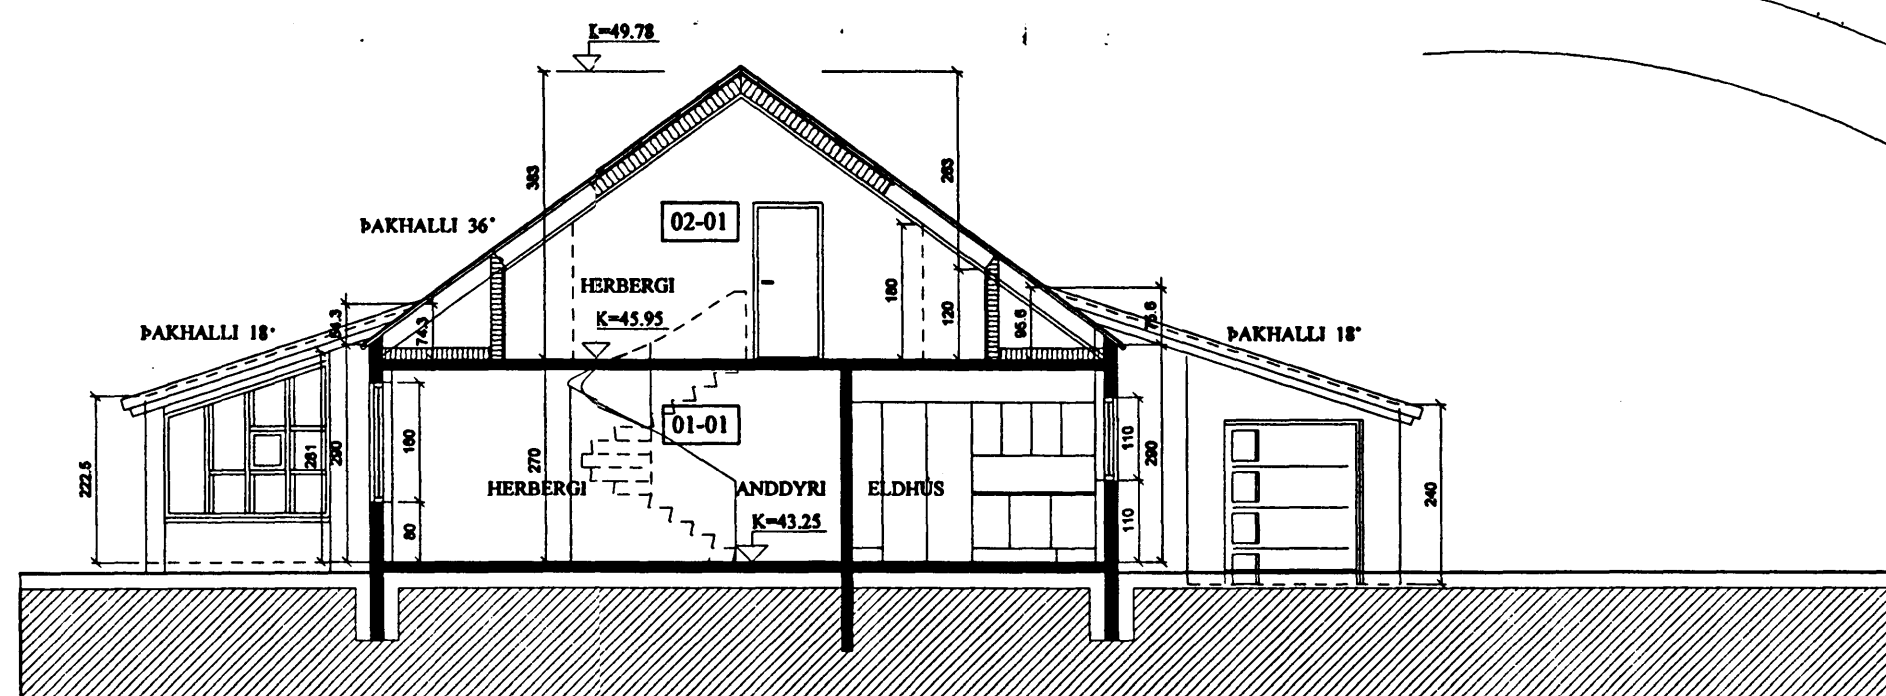 K=49.78
383
263
ÞAKHALLI 36°
02-01
HERBERGI
180
K=45.95
120
95.6
75.6
84.3
74.3
ÞAKHALLI 18°
ÞAKHALLI 18°
01-01
222.5
261
290
160
270
HERBERGI
ANDDYRI
ELDHÚS
110
290
240
80
K=43.25
110